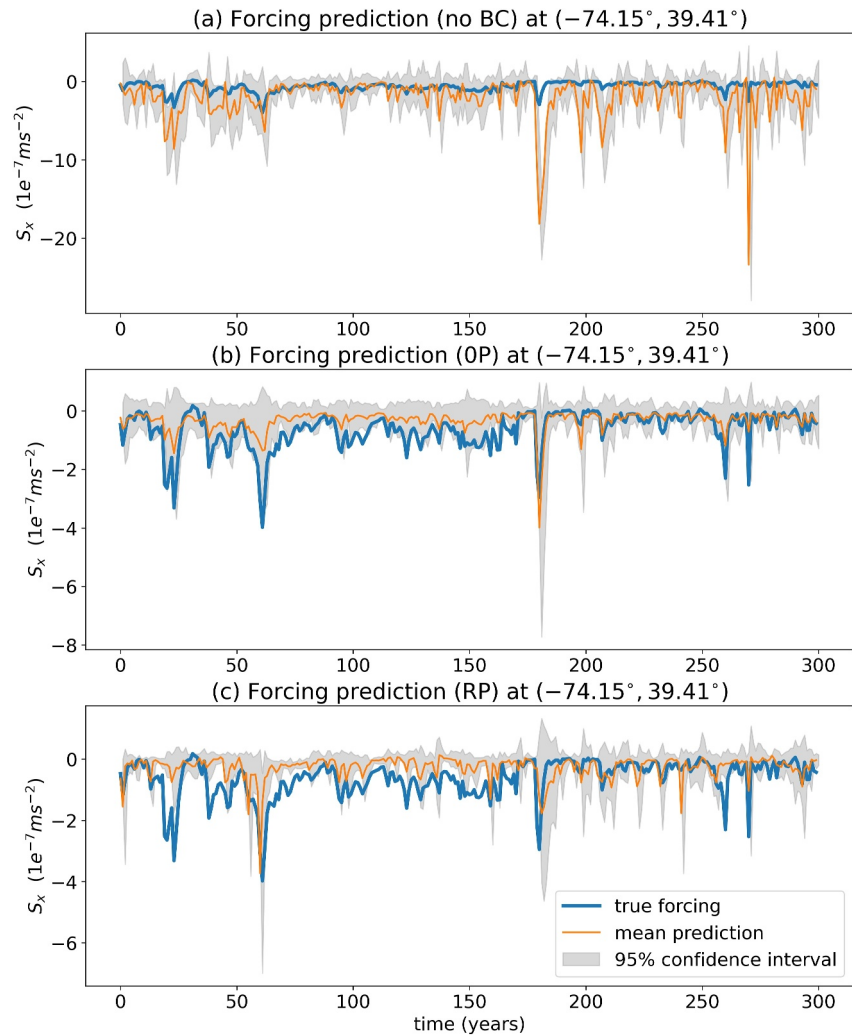 (a) Forcing prediction (no BC) at (−74.15°, 39.41°)
0
−10
−20
S_x (1e^{−7}ms^{−2})
0 50 100 150 200 250 300
(b) Forcing prediction (0P) at (−74.15°, 39.41°)
0
−2
−4
−6
−8
S_x (1e^{−7}ms^{−2})
0 50 100 150 200 250 300
(c) Forcing prediction (RP) at (−74.15°, 39.41°)
0
−2
−4
−6
S_x (1e^{−7}ms^{−2})
true forcing
mean prediction
95% confidence interval
0 50 100 150 200 250 300
time (years)